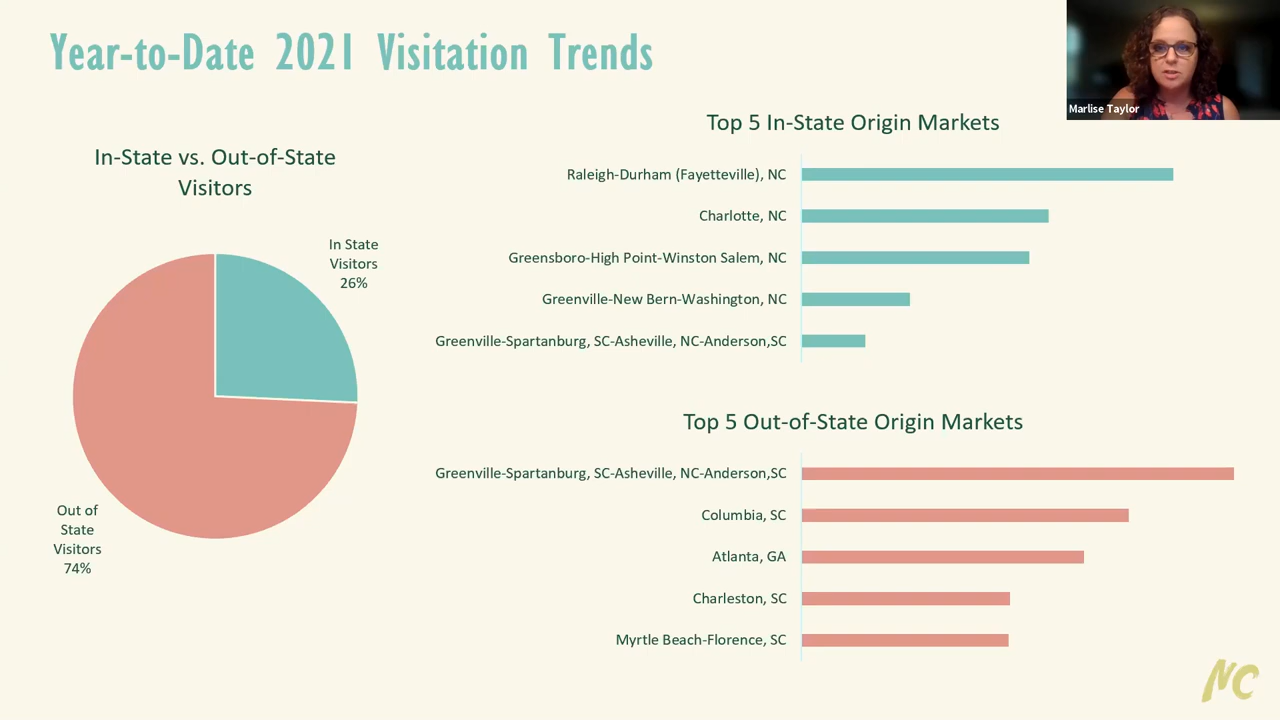 Year-to-Date 2021 Visitation Trends
Marlise Taylor
In-State vs. Out-of-State
Visitors
In State
Visitors
26%
Out of
State
Visitors
74%
Top 5 In-State Origin Markets
Raleigh-Durham (Fayetteville), NC
Charlotte, NC
Greensboro-High Point-Winston Salem, NC
Greenville-New Bern-Washington, NC
Greenville-Spartanburg, SC-Asheville, NC-Anderson,SC
Top 5 Out-of-State Origin Markets
Greenville-Spartanburg, SC-Asheville, NC-Anderson,SC
Columbia, SC
Atlanta, GA
Charleston, SC
Myrtle Beach-Florence, SC
NC